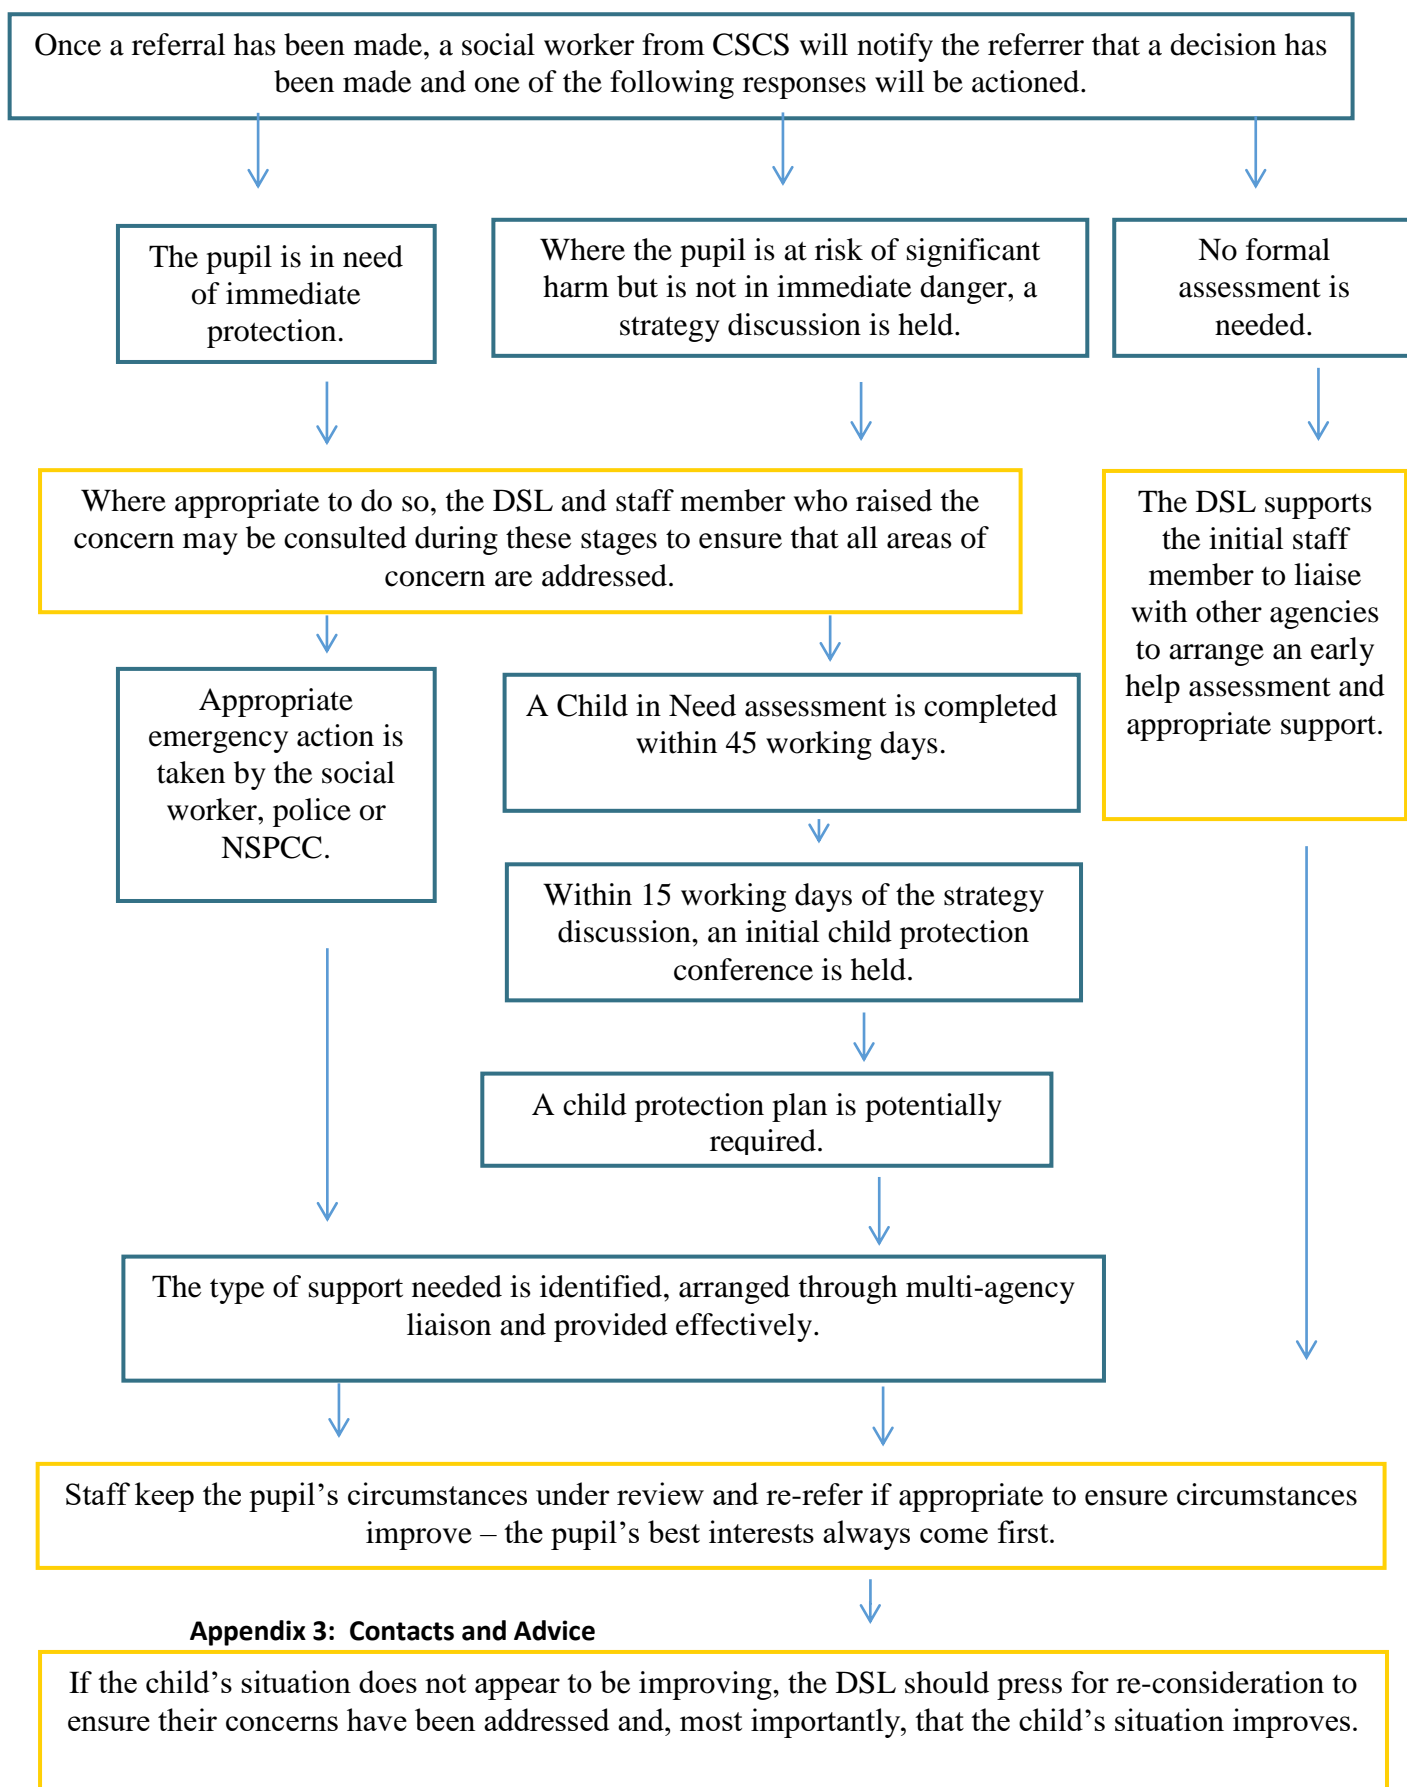 Once a referral has been made, a social worker from CSCS will notify the referrer that a decision has
been made and one of the following responses will be actioned.
The pupil is in need
of immediate
protection.
Where the pupil is at risk of significant
harm but is not in immediate danger, a
strategy discussion is held.
No formal
assessment is
needed.
Where appropriate to do so, the DSL and staff member who raised the
concern may be consulted during these stages to ensure that all areas of
concern are addressed.
The DSL supports
the initial staff
member to liaise
with other agencies
to arrange an early
help assessment and
appropriate support.
Appropriate
emergency action is
taken by the social
worker, police or
NSPCC.
A Child in Need assessment is completed
within 45 working days.
Within 15 working days of the strategy
discussion, an initial child protection
conference is held.
A child protection plan is potentially
required.
The type of support needed is identified, arranged through multi-agency
liaison and provided effectively.
Staff keep the pupil’s circumstances under review and re-refer if appropriate to ensure circumstances
improve – the pupil’s best interests always come first.
Appendix 3: Contacts and Advice
If the child’s situation does not appear to be improving, the DSL should press for re-consideration to
ensure their concerns have been addressed and, most importantly, that the child’s situation improves.